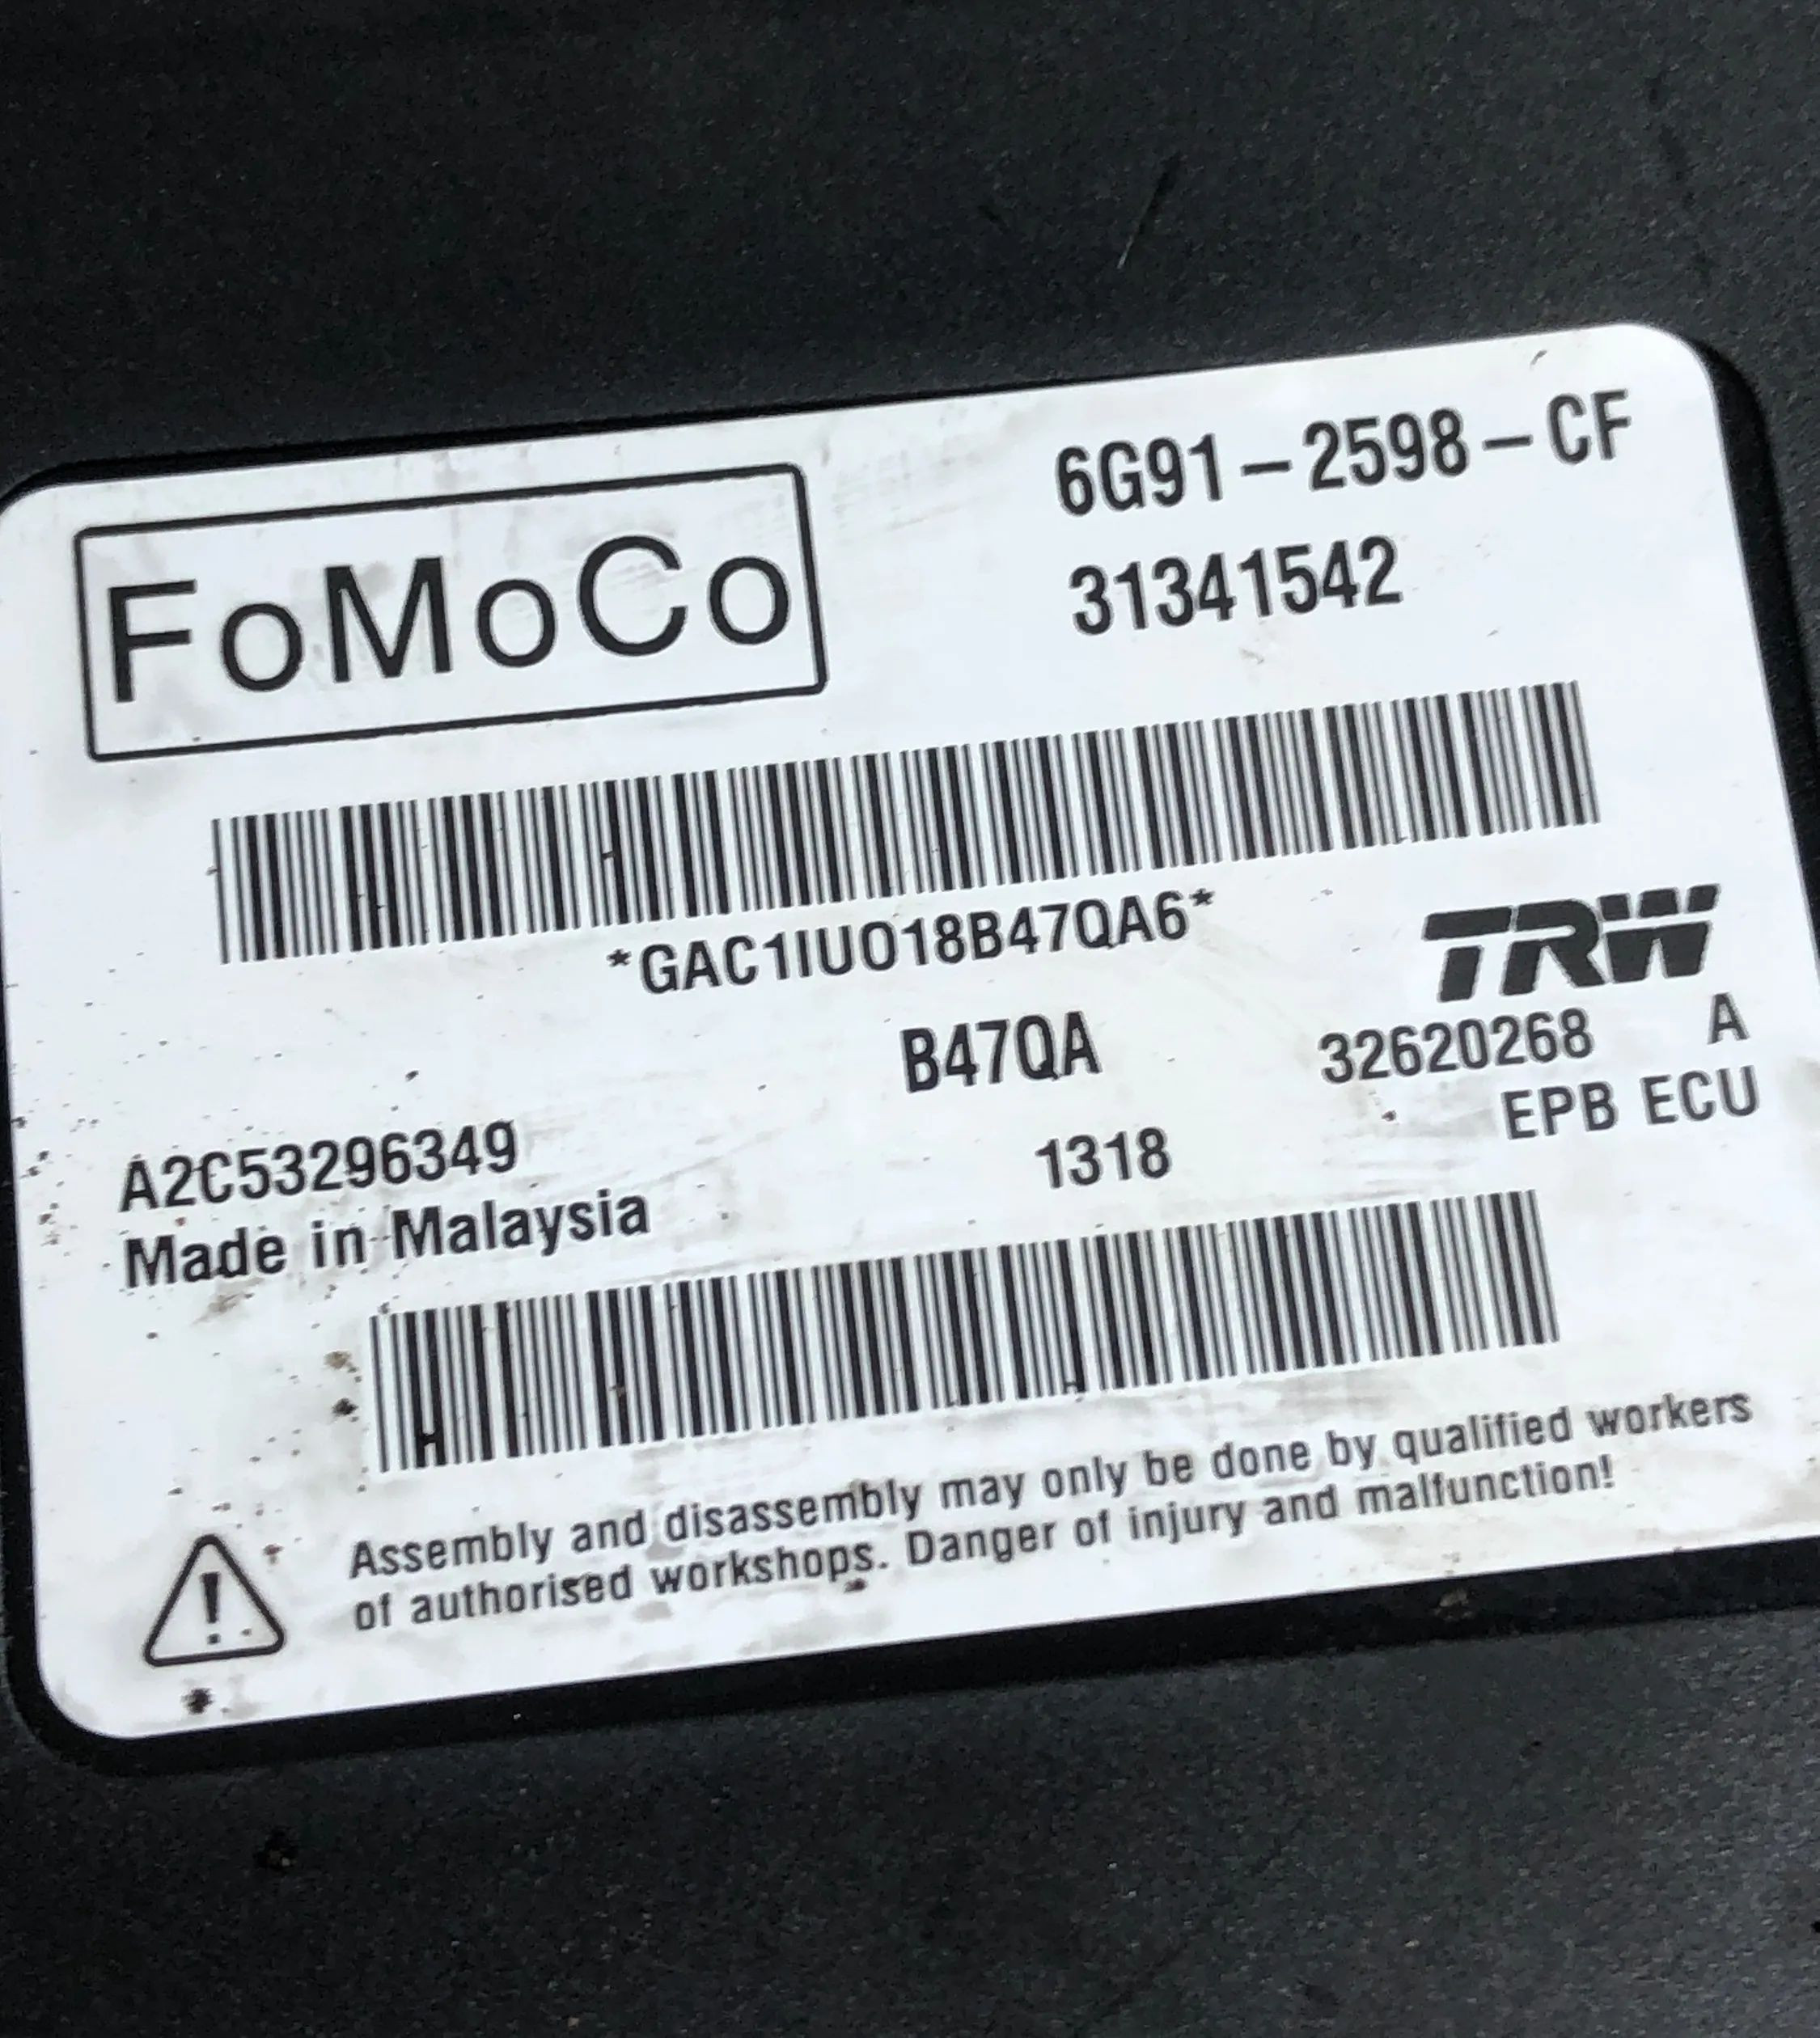 FoMoCo
6G91-2598-CF
31341542
*GAC1IU018B47QA6*
TRW
B47QA
32620268 A
EPB ECU
A2C53296349
1318
Made in Malaysia
Assembly and disassembly may only be done by qualified workers
of authorised workshops. Danger of injury and malfunction!